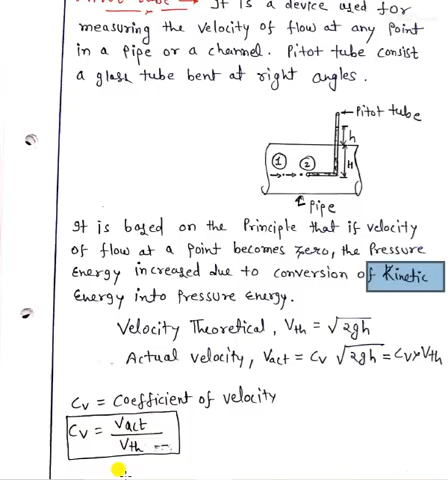 Pitot tube → It is a device used for
measuring the velocity of flow at any point
in a pipe or a channel. Pitot tube consist
a glass tube bent at right angles.
Pitot tube
h
① ② H
Pipe
It is based on the Principle that if velocity
of flow at a point becomes zero, the Pressure
Energy increased due to conversion of Kinetic
Energy into Pressure Energy.
Velocity Theoretical, Vth = √2gh
Actual velocity, Vact = Cv √2gh = Cv×Vth
Cv = Coefficient of velocity
Cv = Vact / Vth --